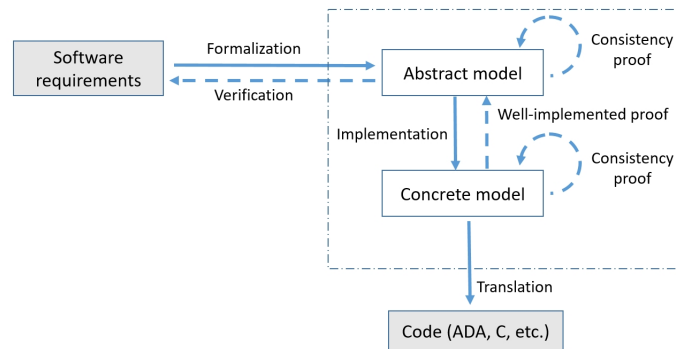 Software
requirements
Formalization
Verification
Abstract model
Consistency
proof
Implementation
Well-implemented proof
Consistency
proof
Concrete model
Translation
Code (ADA, C, etc.)